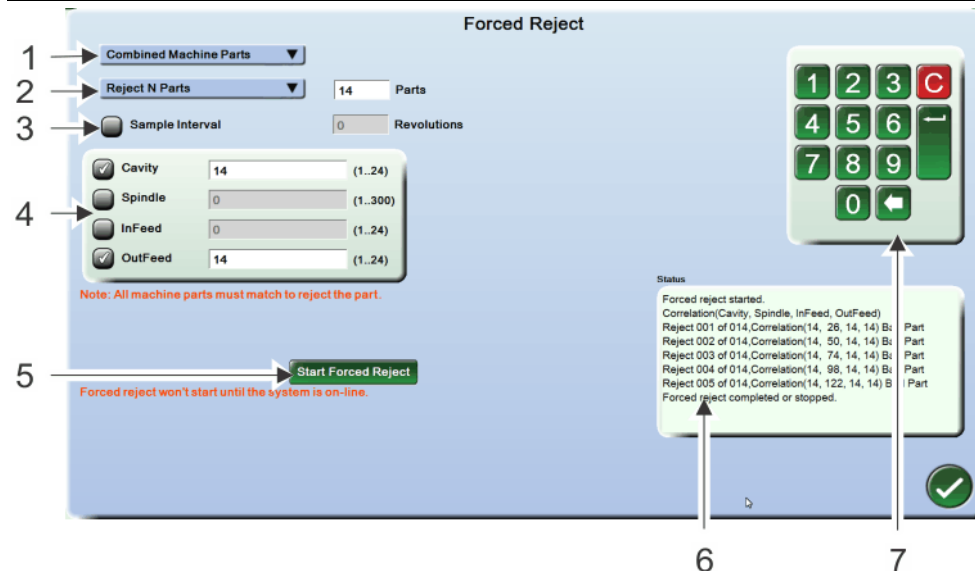 Forced Reject
1
Combined Machine Parts
2
Reject N Parts
14 Parts
3
Sample Interval
0 Revolutions
4
Cavity 14 (1..24)
Spindle 0 (1..300)
InFeed 0 (1..24)
OutFeed 14 (1..24)
Note: All machine parts must match to reject the part.
5
Start Forced Reject
Forced reject won't start until the system is on-line.
1 2 3 C
4 5 6
7 8 9
0
Status
Forced reject started.
Correlation(Cavity, Spindle, InFeed, OutFeed)
Reject 001 of 014,Correlation(14, 26, 14, 14) Part
Reject 002 of 014,Correlation(14, 50, 14, 14) Part
Reject 003 of 014,Correlation(14, 74, 14, 14) Part
Reject 004 of 014,Correlation(14, 98, 14, 14) Part
Reject 005 of 014,Correlation(14, 122, 14, 14) Part
Forced reject completed or stopped.
6
7